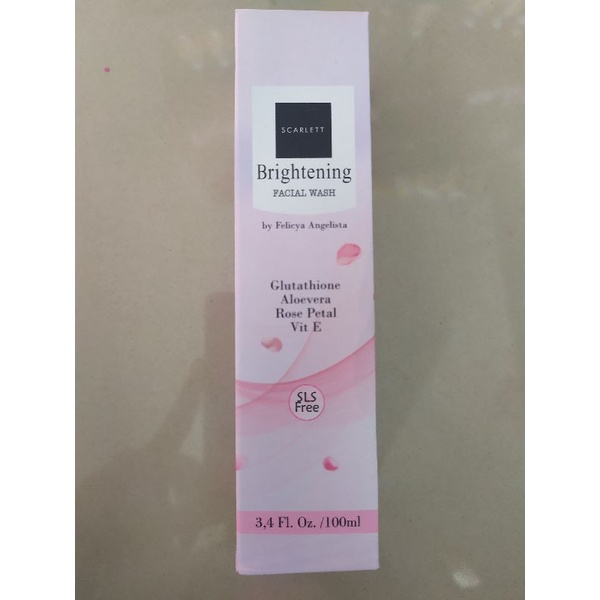 SCARLETT
Brightening
FACIAL WASH
by Felicya Angelista
Glutathione
Aloevera
Rose Petal
Vit E
SLS
Free
3,4 Fl. Oz. /100ml